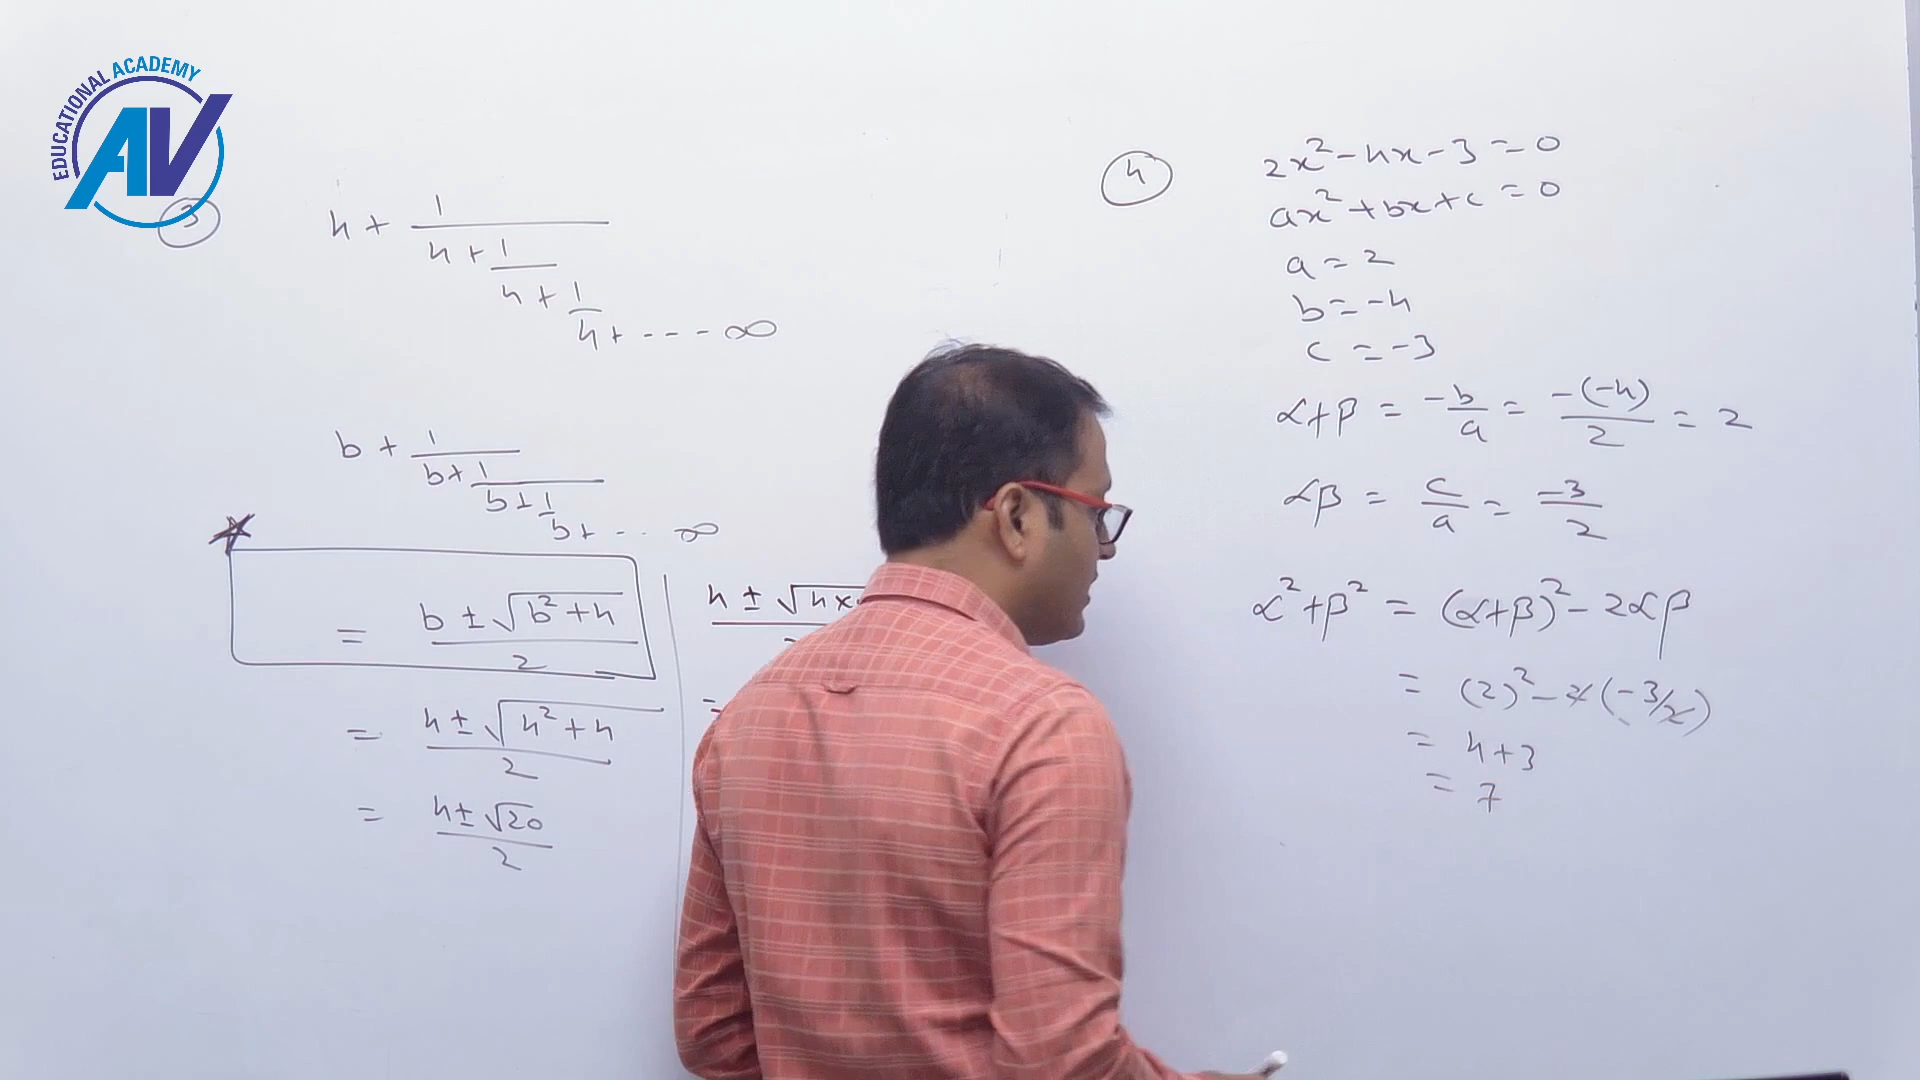 EDUCATIONAL ACADEMY
AV
3
4 + 1
4 + 1
4 + 1
4 + --- ∞
b + 1
b + 1
b + 1
b + --- ∞
= b ± √b² + 4
2
= 4 ± √4² + 4
2
= 4 ± √20
2
4 ± √4x
=
4
2x² - 4x - 3 = 0
ax² + bx + c = 0
a = 2
b = -4
c = -3
α + β = -b/a = -(-4)/2 = 2
αβ = c/a = -3/2
α² + β² = (α+β)² - 2αβ
= (2)² - 2(-3/2)
= 4 + 3
= 7